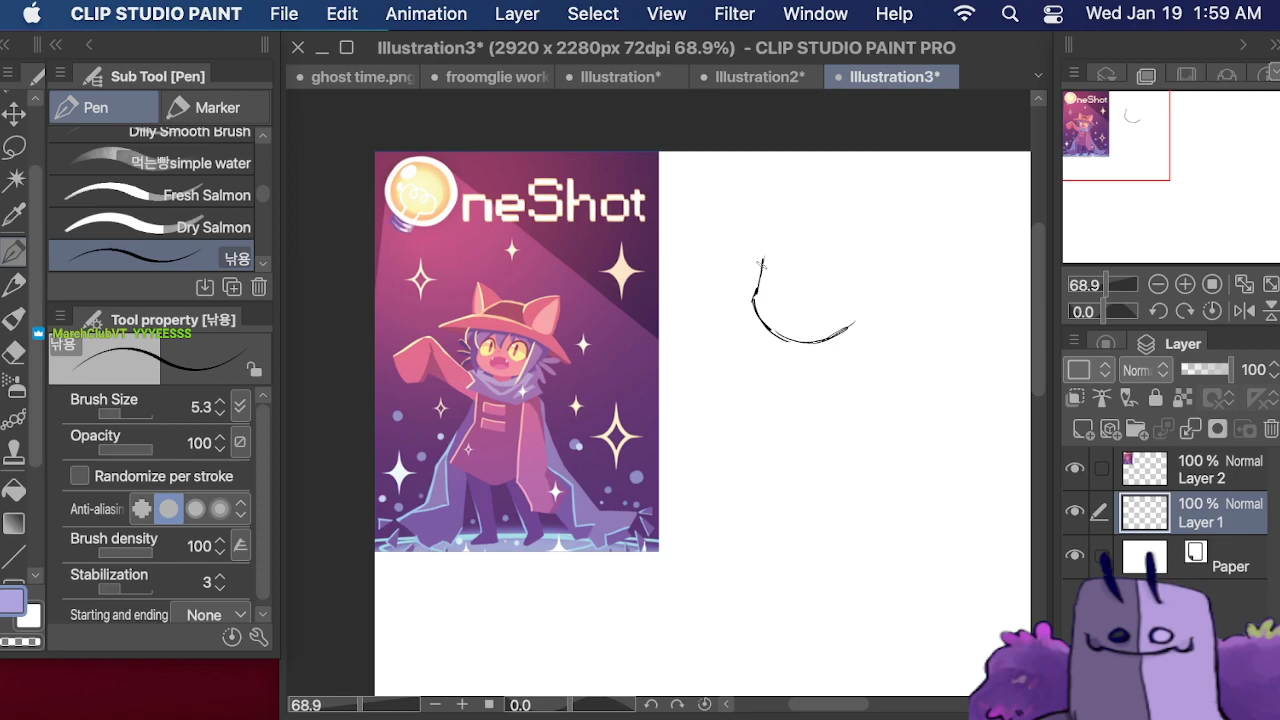 CLIP STUDIO PAINT File Edit Animation Layer Select View Filter Window Help Wed Jan 19 1:59 AM
Illustration3* (2920 x 2280px 72dpi 68.9%) - CLIP STUDIO PAINT PRO
Sub Tool [Pen]
ghost time.png froomglie work Illustration* Illustration2* Illustration3*
Pen Marker
Dilly Smooth Brush
먹는빵simple water
Fresh Salmon
Dry Salmon
낚용
Tool property [낚용]
MarchClubVT YYYEESSS
낚용
Brush Size 5.3
Opacity 100
Randomize per stroke
Anti-aliasin
Brush density 100
Stabilization 3
Starting and ending None
neShot
68.9 0.0
neShot
68.9
0.0
Layer
Norm 100
100 % Normal
Layer 2
100 % Normal
Layer 1
Paper